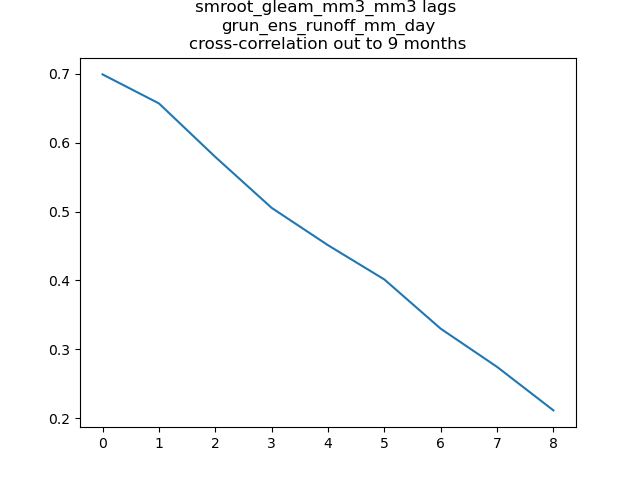 smroot_gleam_mm3_mm3 lags
grun_ens_runoff_mm_day
cross-correlation out to 9 months
0.7
0.6
0.5
0.4
0.3
0.2
0 1 2 3 4 5 6 7 8